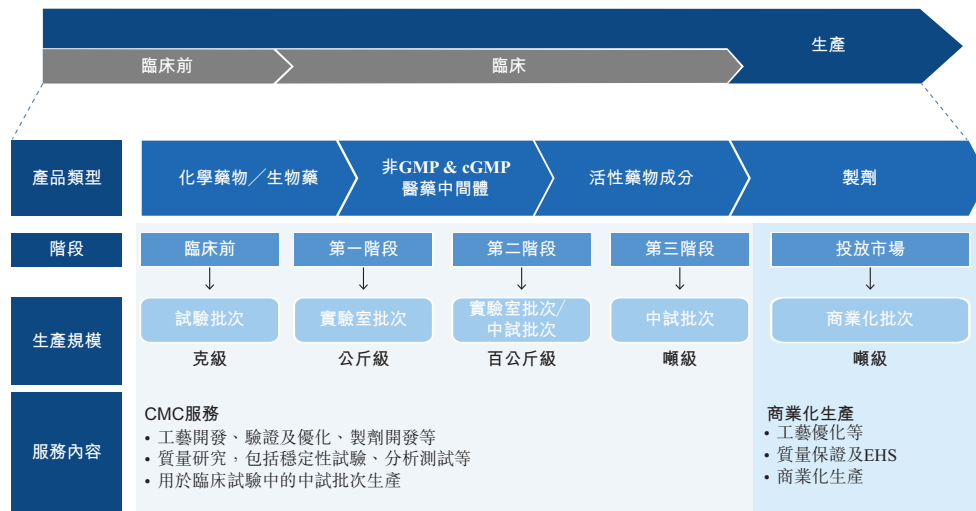 生產
臨床前
臨床
產品類型
化學藥物／生物藥
非GMP & cGMP
醫藥中間體
活性藥物成分
製劑
階段
臨床前
第一階段
第二階段
第三階段
投放市場
生產規模
試驗批次
實驗室批次
實驗室批次/
中試批次
中試批次
商業化批次
克級
公斤級
百公斤級
噸級
噸級
服務內容
CMC服務
• 工藝開發、驗證及優化、製劑開發等
• 質量研究，包括穩定性試驗、分析測試等
• 用於臨床試驗中的中試批次生產
商業化生產
• 工藝優化等
• 質量保證及EHS
• 商業化生產